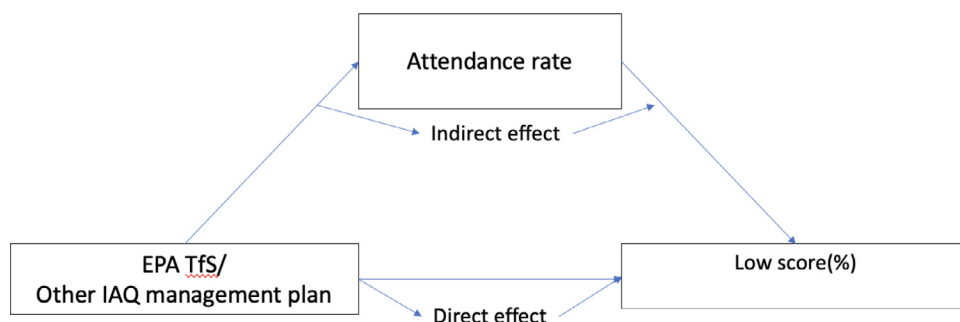 Attendance rate
Indirect effect
EPA TfS/
Other IAQ management plan
Low score(%)
Direct effect